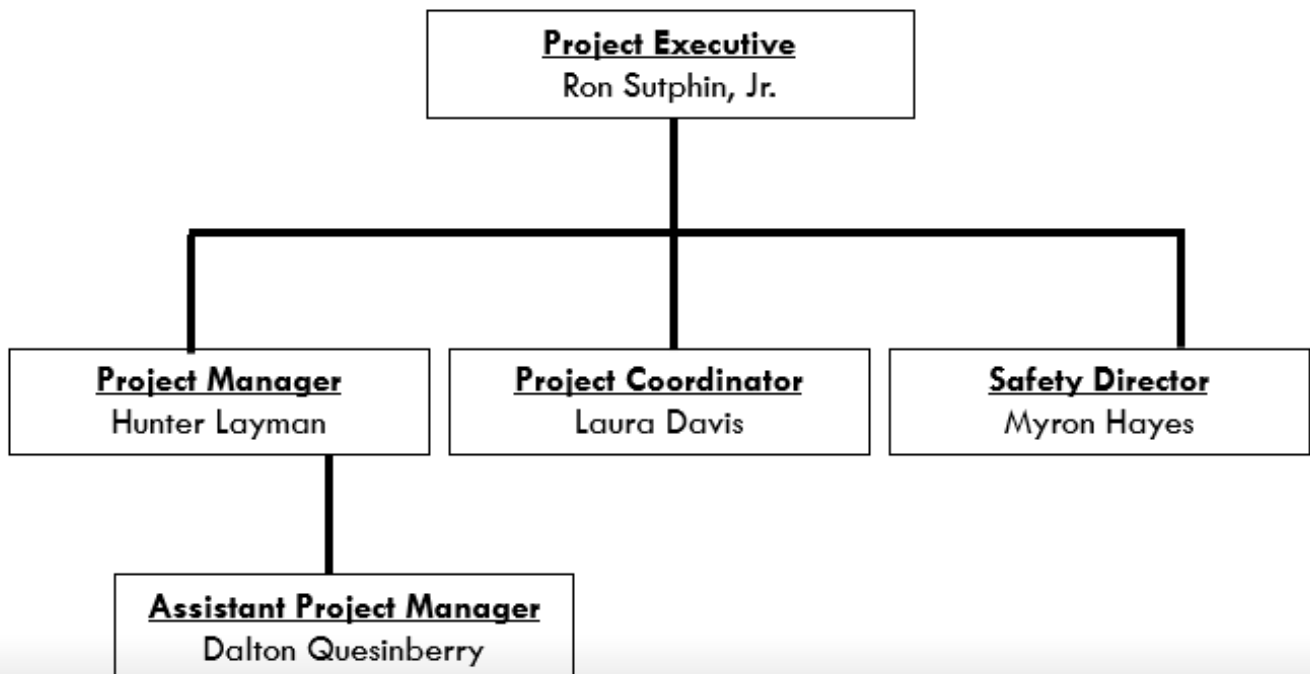 Project Executive
Ron Sutphin, Jr.
Project Manager
Hunter Layman
Project Coordinator
Laura Davis
Safety Director
Myron Hayes
Assistant Project Manager
Dalton Quesinberry